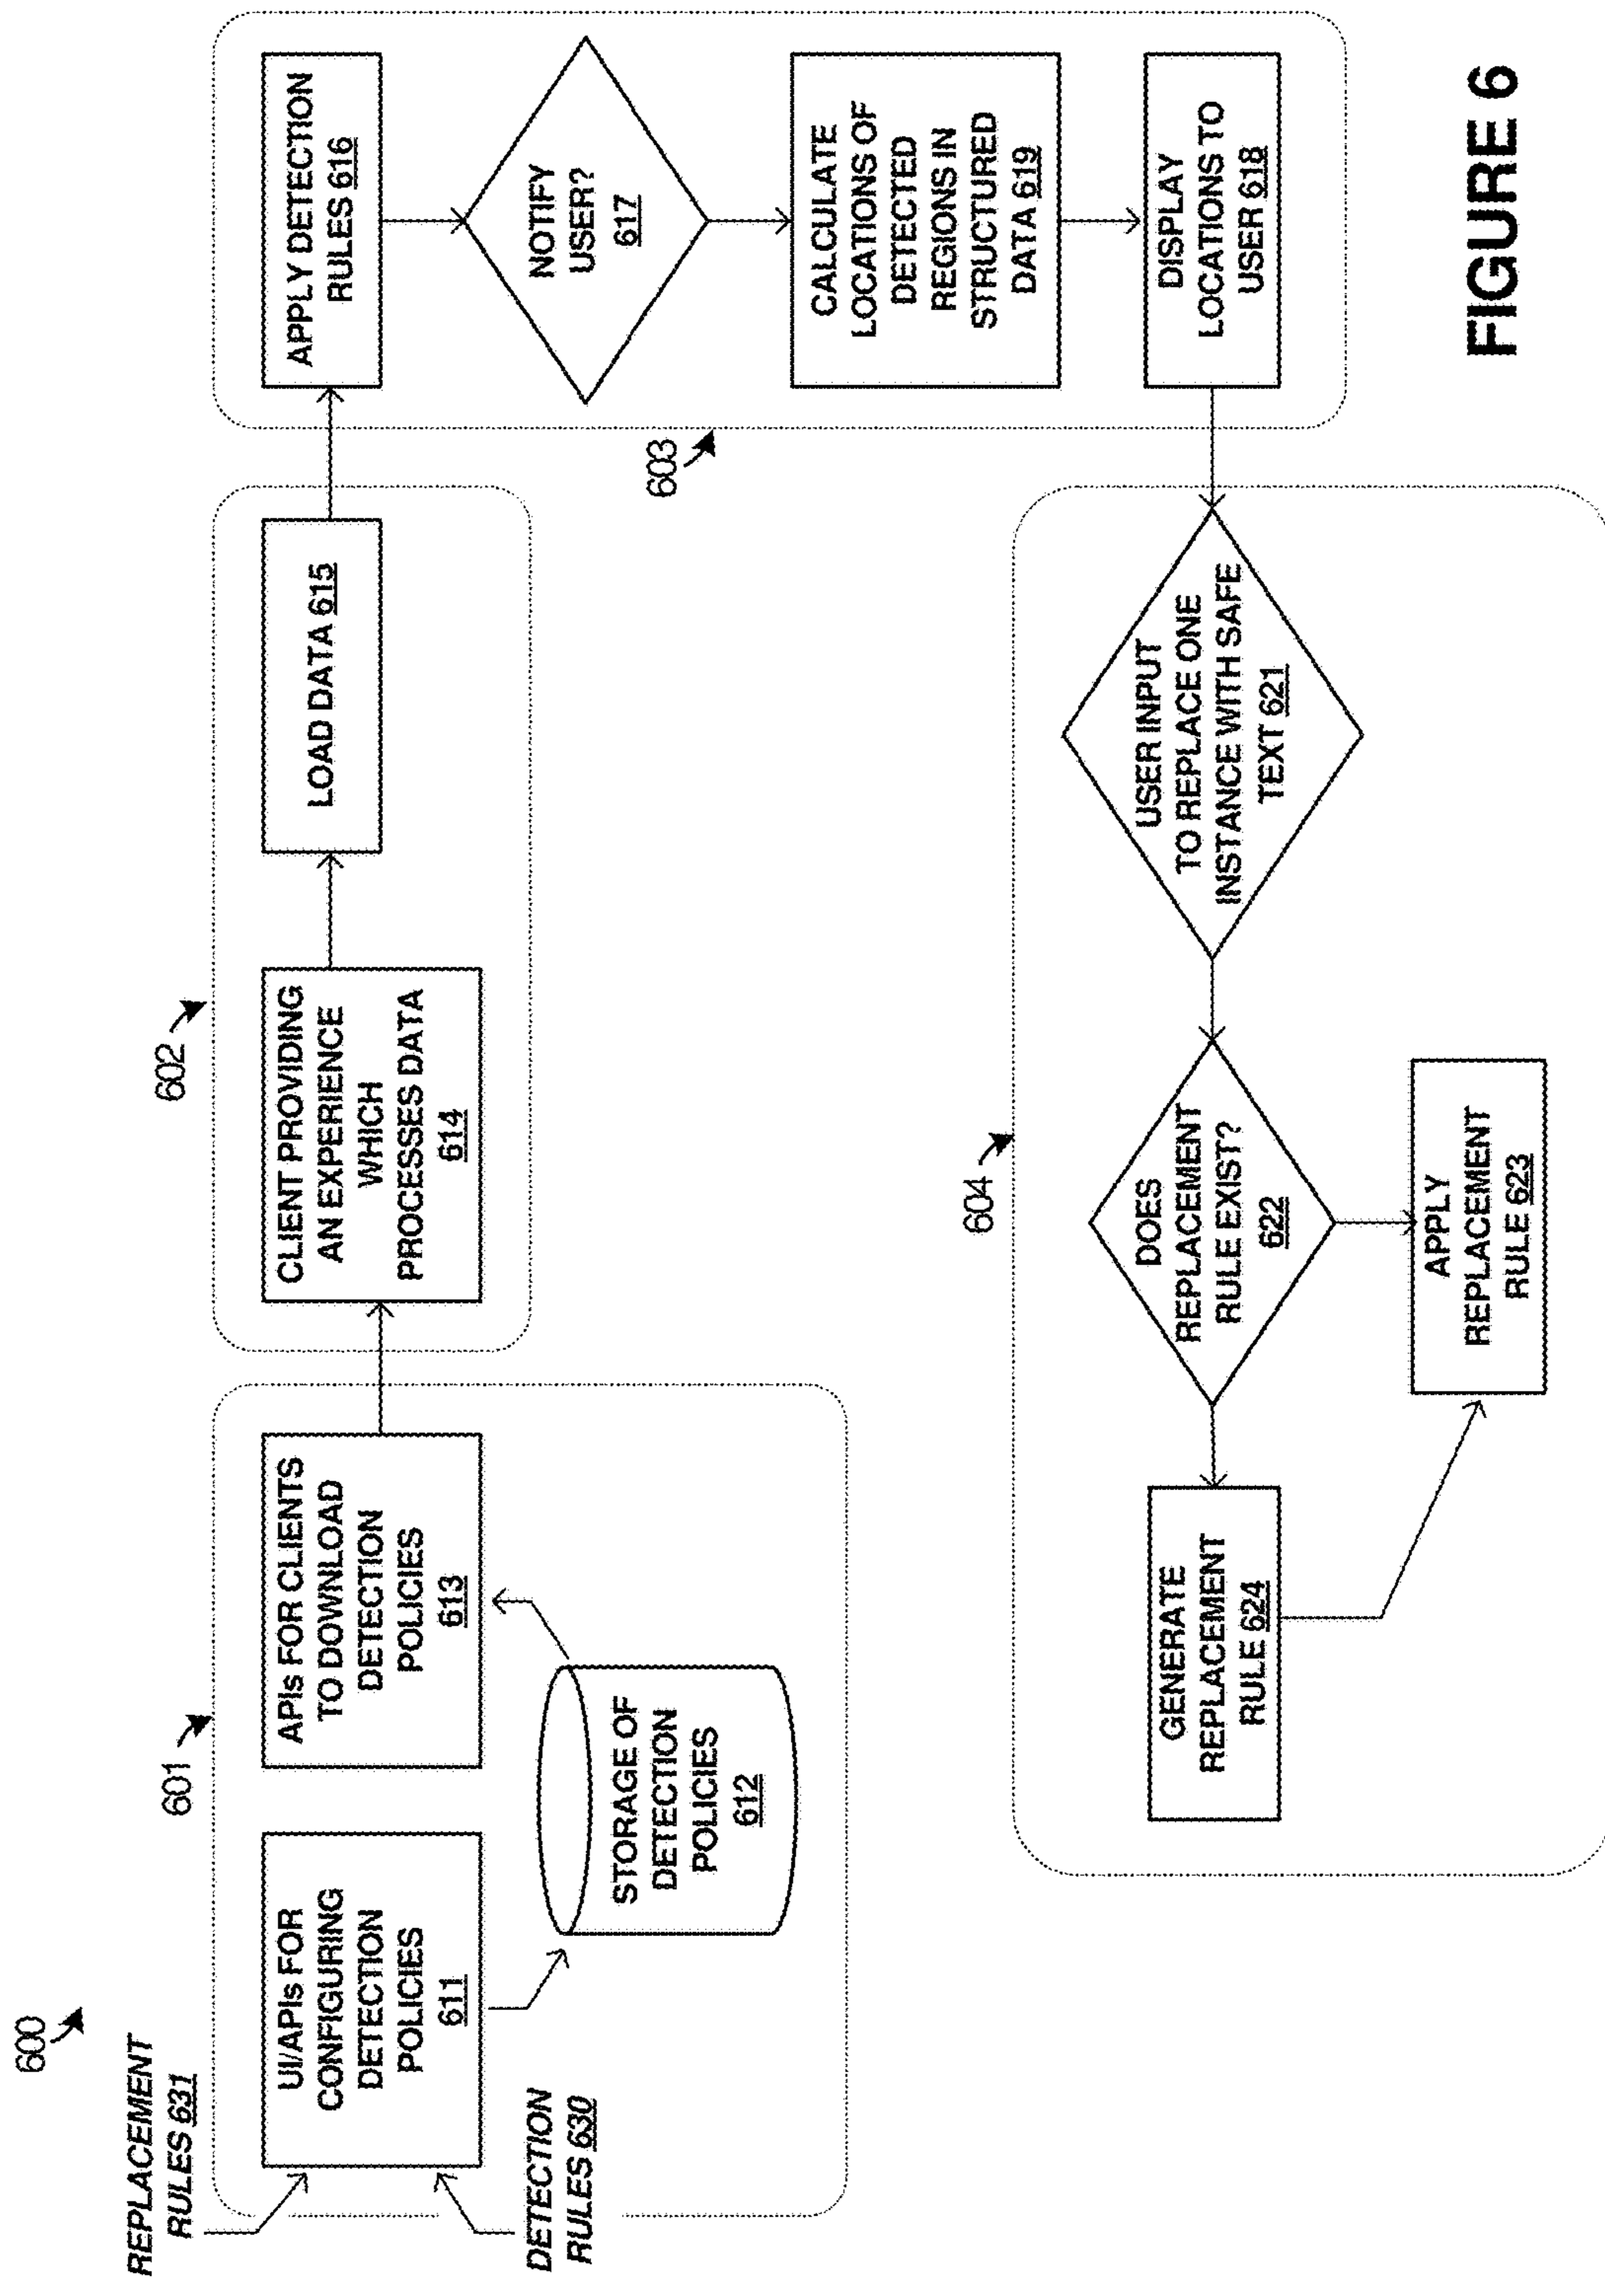 600
REPLACEMENT
RULES 631
DETECTION
RULES 630
601
UI/APIs FOR
CONFIGURING
DETECTION
POLICIES
611
STORAGE OF
DETECTION
POLICIES
612
APIs FOR CLIENTS
TO DOWNLOAD
DETECTION
POLICIES
613
602
CLIENT PROVIDING
AN EXPERIENCE
WHICH
PROCESSES DATA
614
LOAD DATA 615
603
APPLY DETECTION
RULES 616
NOTIFY
USER?
617
CALCULATE
LOCATIONS OF
DETECTED
REGIONS IN
STRUCTURED
DATA 619
DISPLAY
LOCATIONS TO
USER 618
604
USER INPUT
TO REPLACE ONE
INSTANCE WITH SAFE
TEXT 621
DOES
REPLACEMENT
RULE EXIST?
622
GENERATE
REPLACEMENT
RULE 624
APPLY
REPLACEMENT
RULE 623
FIGURE 6